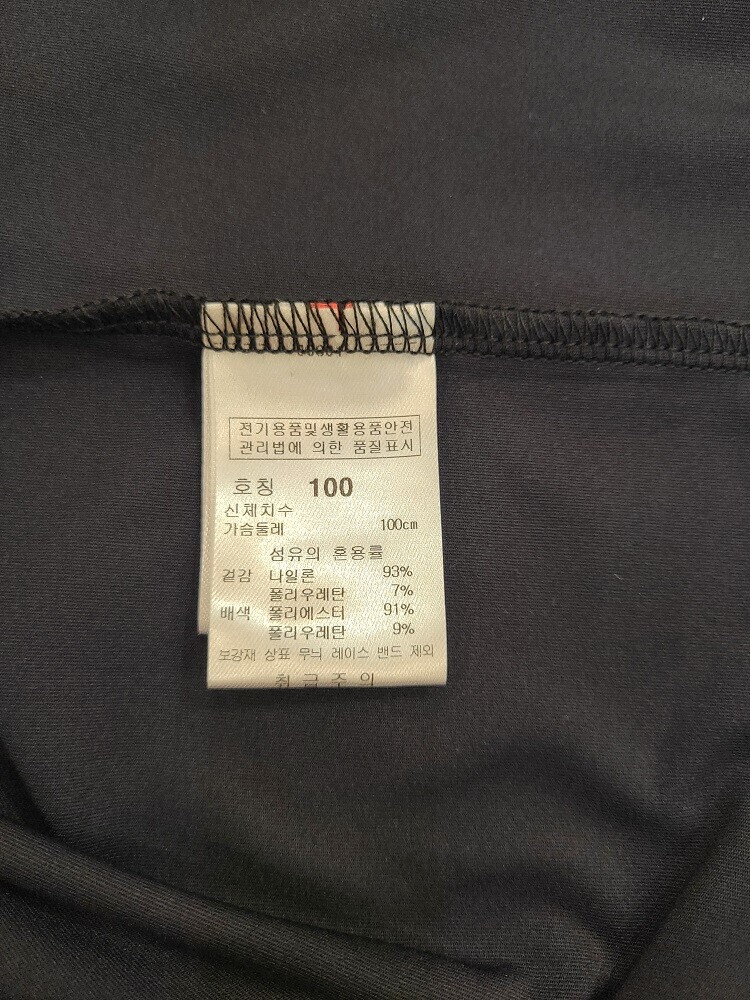 전기용품및생활용품안전
관리법에 의한 품질표시
호칭 100
신체치수
가슴둘레 100cm
섬유의 혼용률
겉감 나일론 93%
폴리우레탄 7%
배색 폴리에스터 91%
폴리우레탄 9%
보강재 상표 무늬 레이스 밴드 제외
취급주의